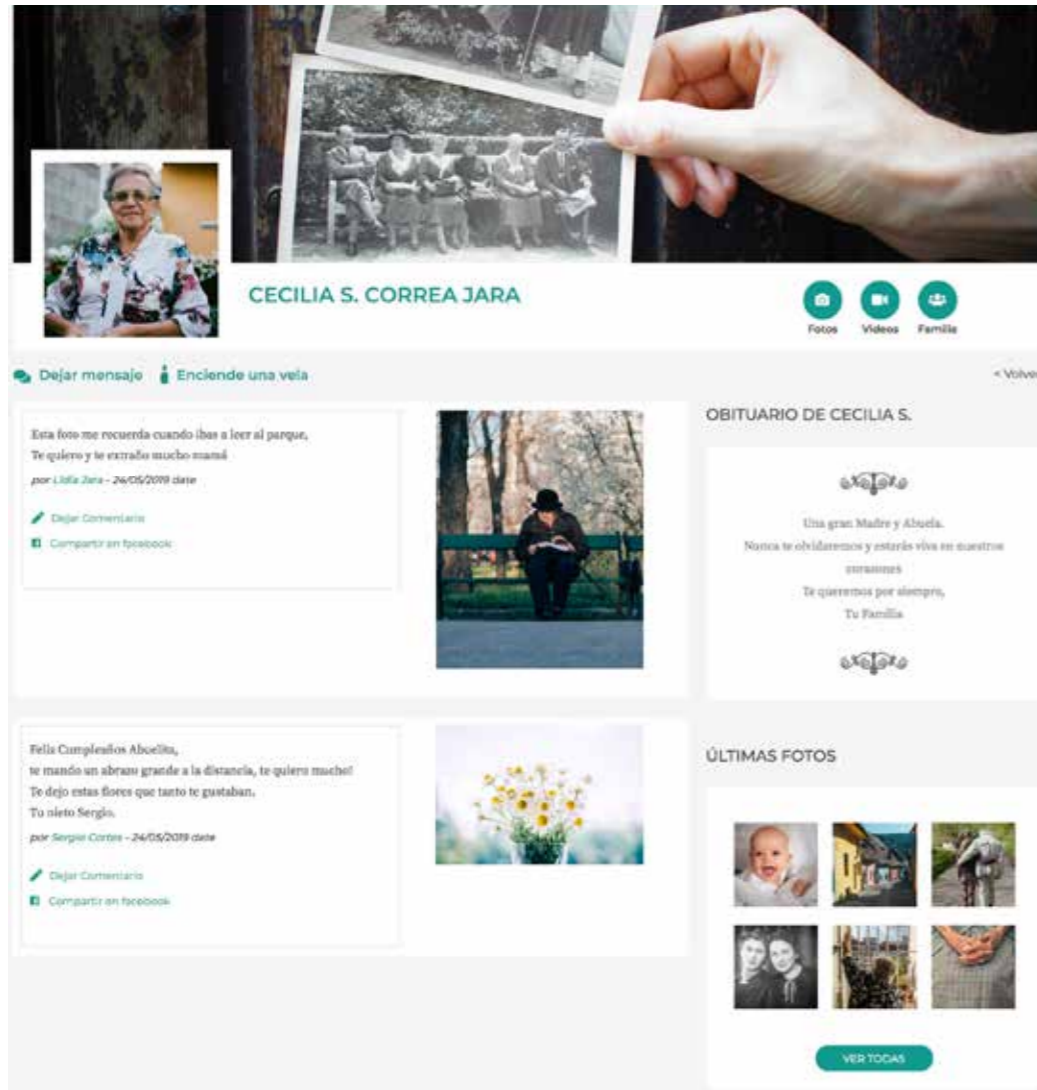 CECILIA S. CORREA JARA
Fotos
Videos
Familia
Dejar mensaje
Enciende una vela
< Volver
Esta foto me recuerda cuando ibas a leer al parque,
Te quiero y te extraño mucho mamá
por Lidia Jara - 24/05/2019 date
Dejar Comentario
Compartir en facebook
OBITUARIO DE CECILIA S.
Una gran Madre y Abuela.
Nunca te olvidaremos y estarás viva en nuestros
corazones
Te queremos por siempre,
Tu Familia
Feliz Cumpleaños Abuelita,
te mando un abrazo grande a la distancia, te quiero mucho!
Te dejo estas flores que tanto te gustaban.
Tu nieto Sergio.
por Sergio Cortes - 24/05/2019 date
Dejar Comentario
Compartir en facebook
ÚLTIMAS FOTOS
VER TODAS